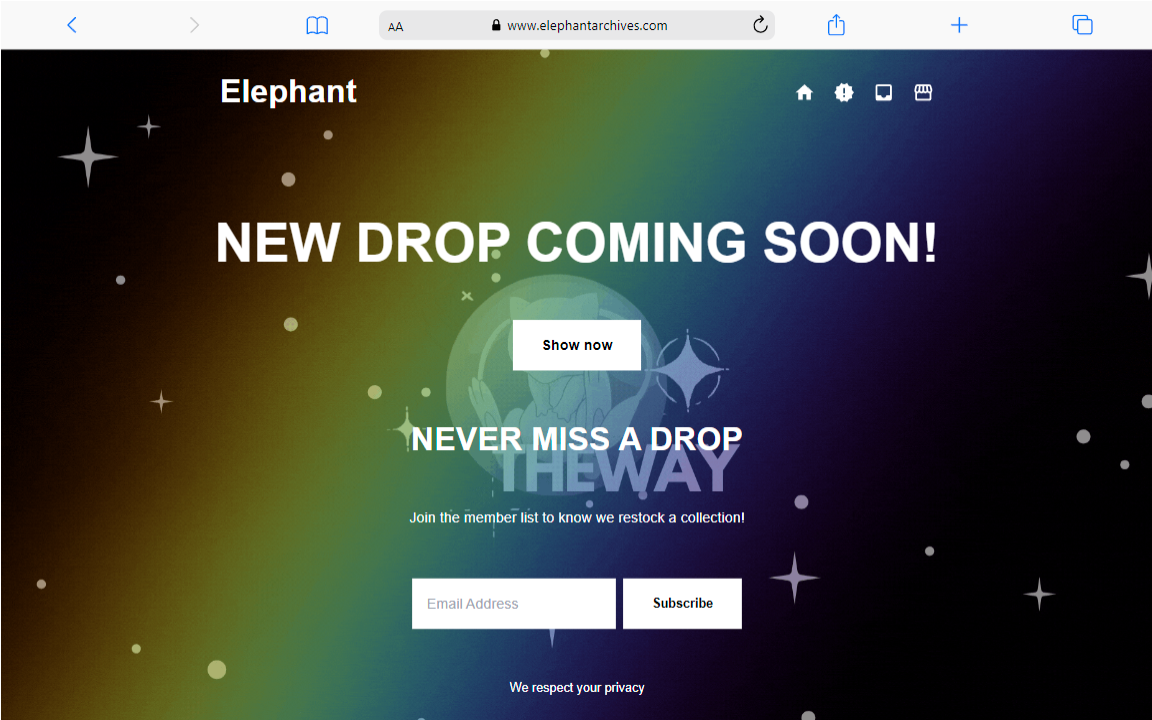 AA
www.elephantarchives.com
Elephant
NEW DROP COMING SOON!
Show now
NEVER MISS A DROP
THEWAY
Join the member list to know we restock a collection!
Email Address
Subscribe
We respect your privacy